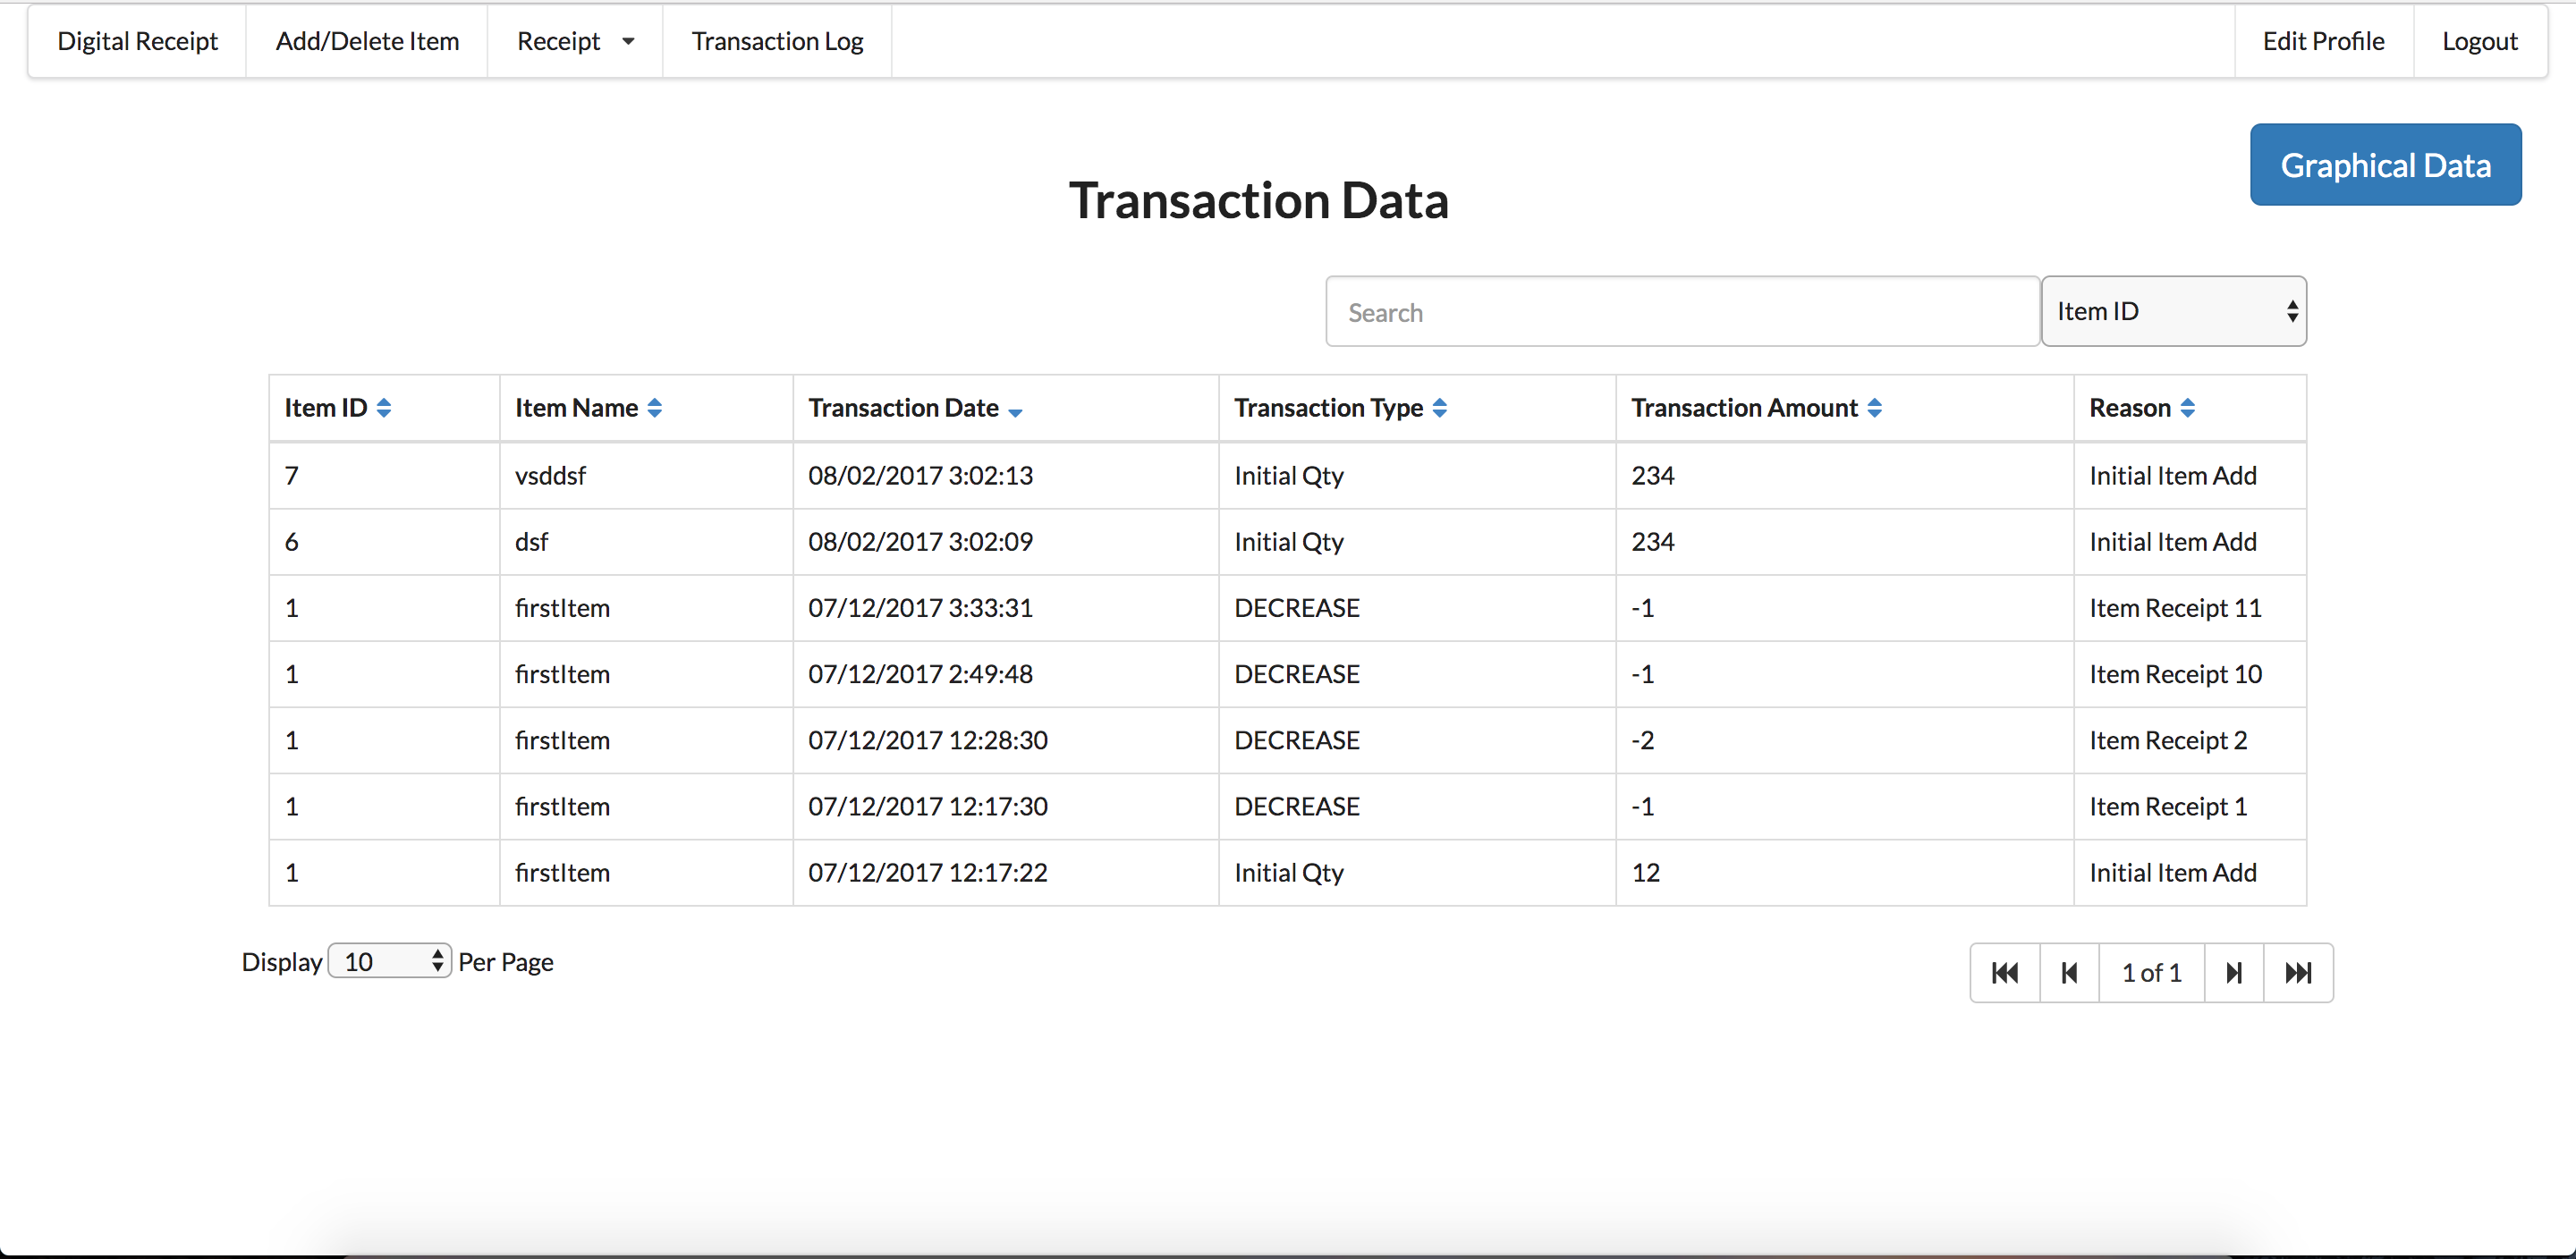 Digital Receipt Add/Delete Item Receipt Transaction Log Edit Profile Logout
Graphical Data
Transaction Data
Search Item ID
Item ID Item Name Transaction Date Transaction Type Transaction Amount Reason
7 vsddsf 08/02/2017 3:02:13 Initial Qty 234 Initial Item Add
6 dsf 08/02/2017 3:02:09 Initial Qty 234 Initial Item Add
1 firstItem 07/12/2017 3:33:31 DECREASE -1 Item Receipt 11
1 firstItem 07/12/2017 2:49:48 DECREASE -1 Item Receipt 10
1 firstItem 07/12/2017 12:28:30 DECREASE -2 Item Receipt 2
1 firstItem 07/12/2017 12:17:30 DECREASE -1 Item Receipt 1
1 firstItem 07/12/2017 12:17:22 Initial Qty 12 Initial Item Add
Display 10 Per Page 1 of 1